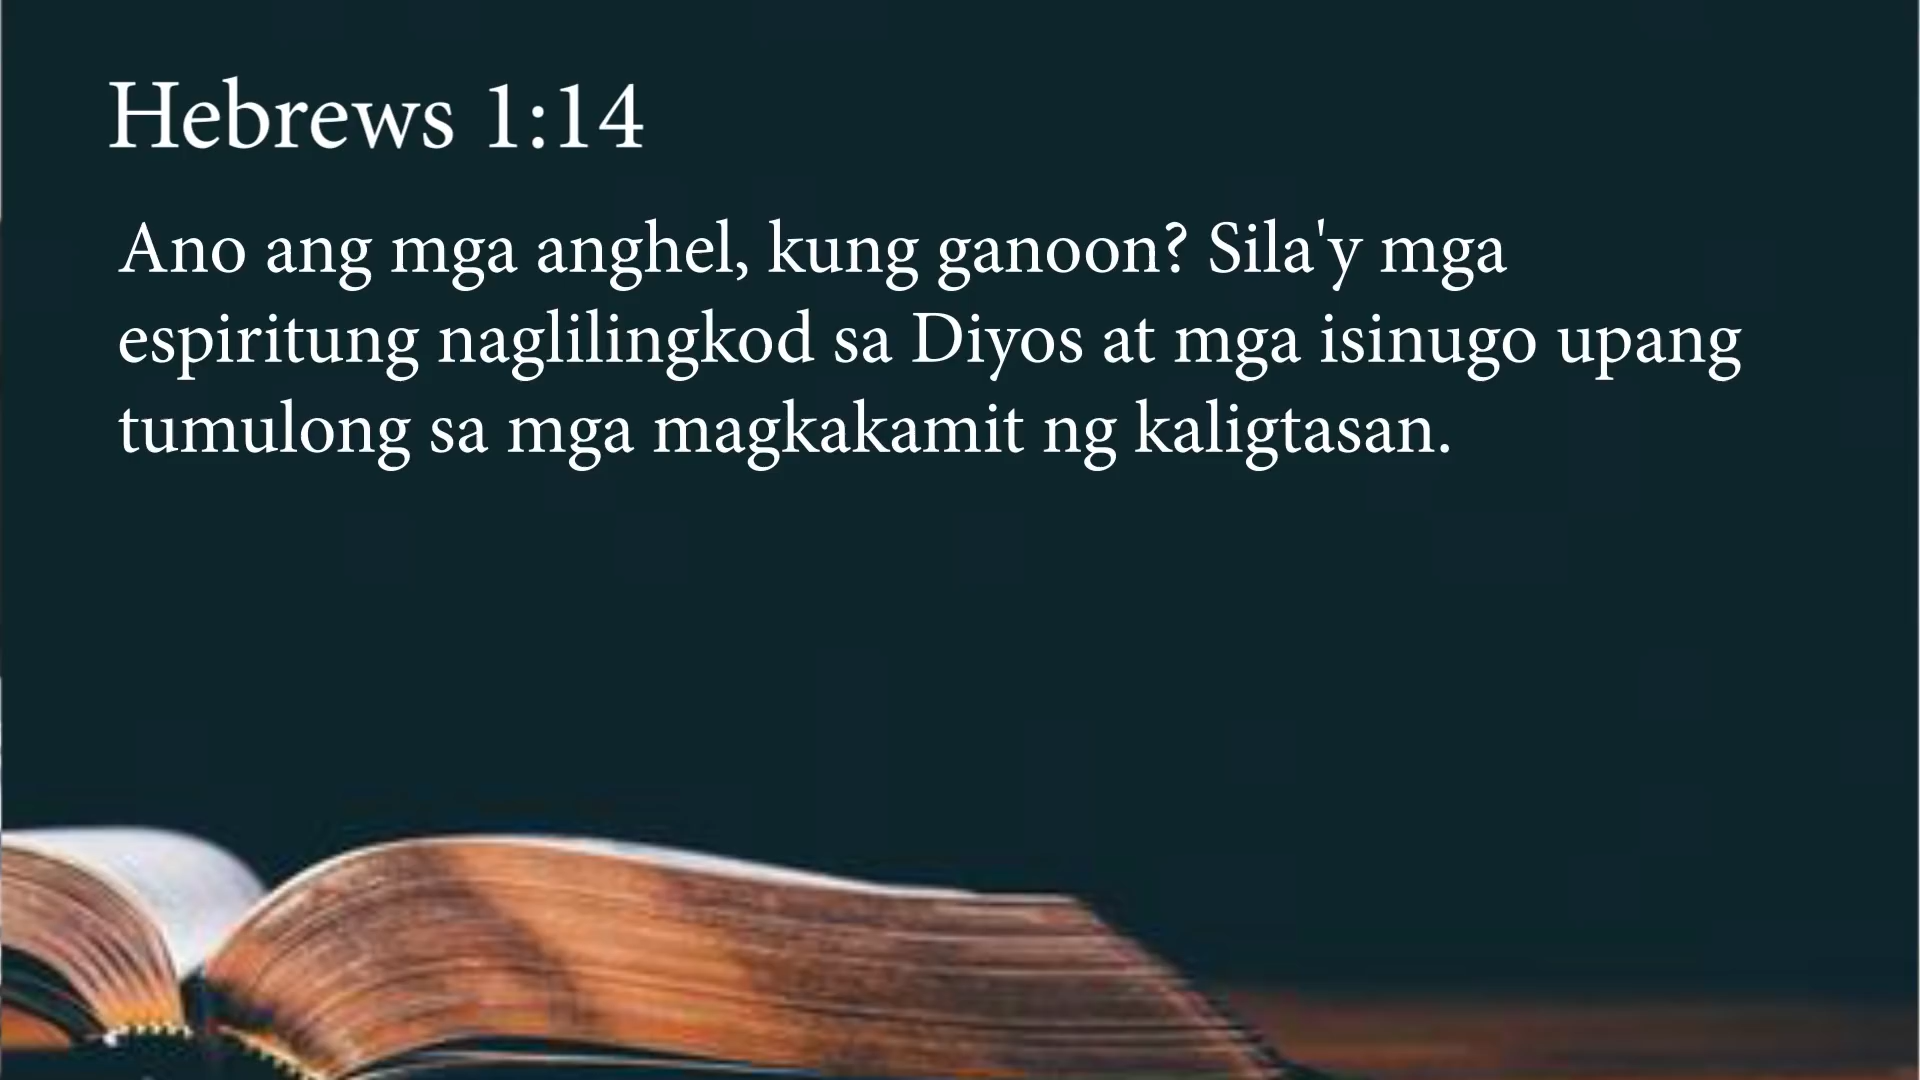 Hebrews 1:14
Ano ang mga anghel, kung ganoon? Sila'y mga
espiritung naglilingkod sa Diyos at mga isinugo upang
tumulong sa mga magkakamit ng kaligtasan.